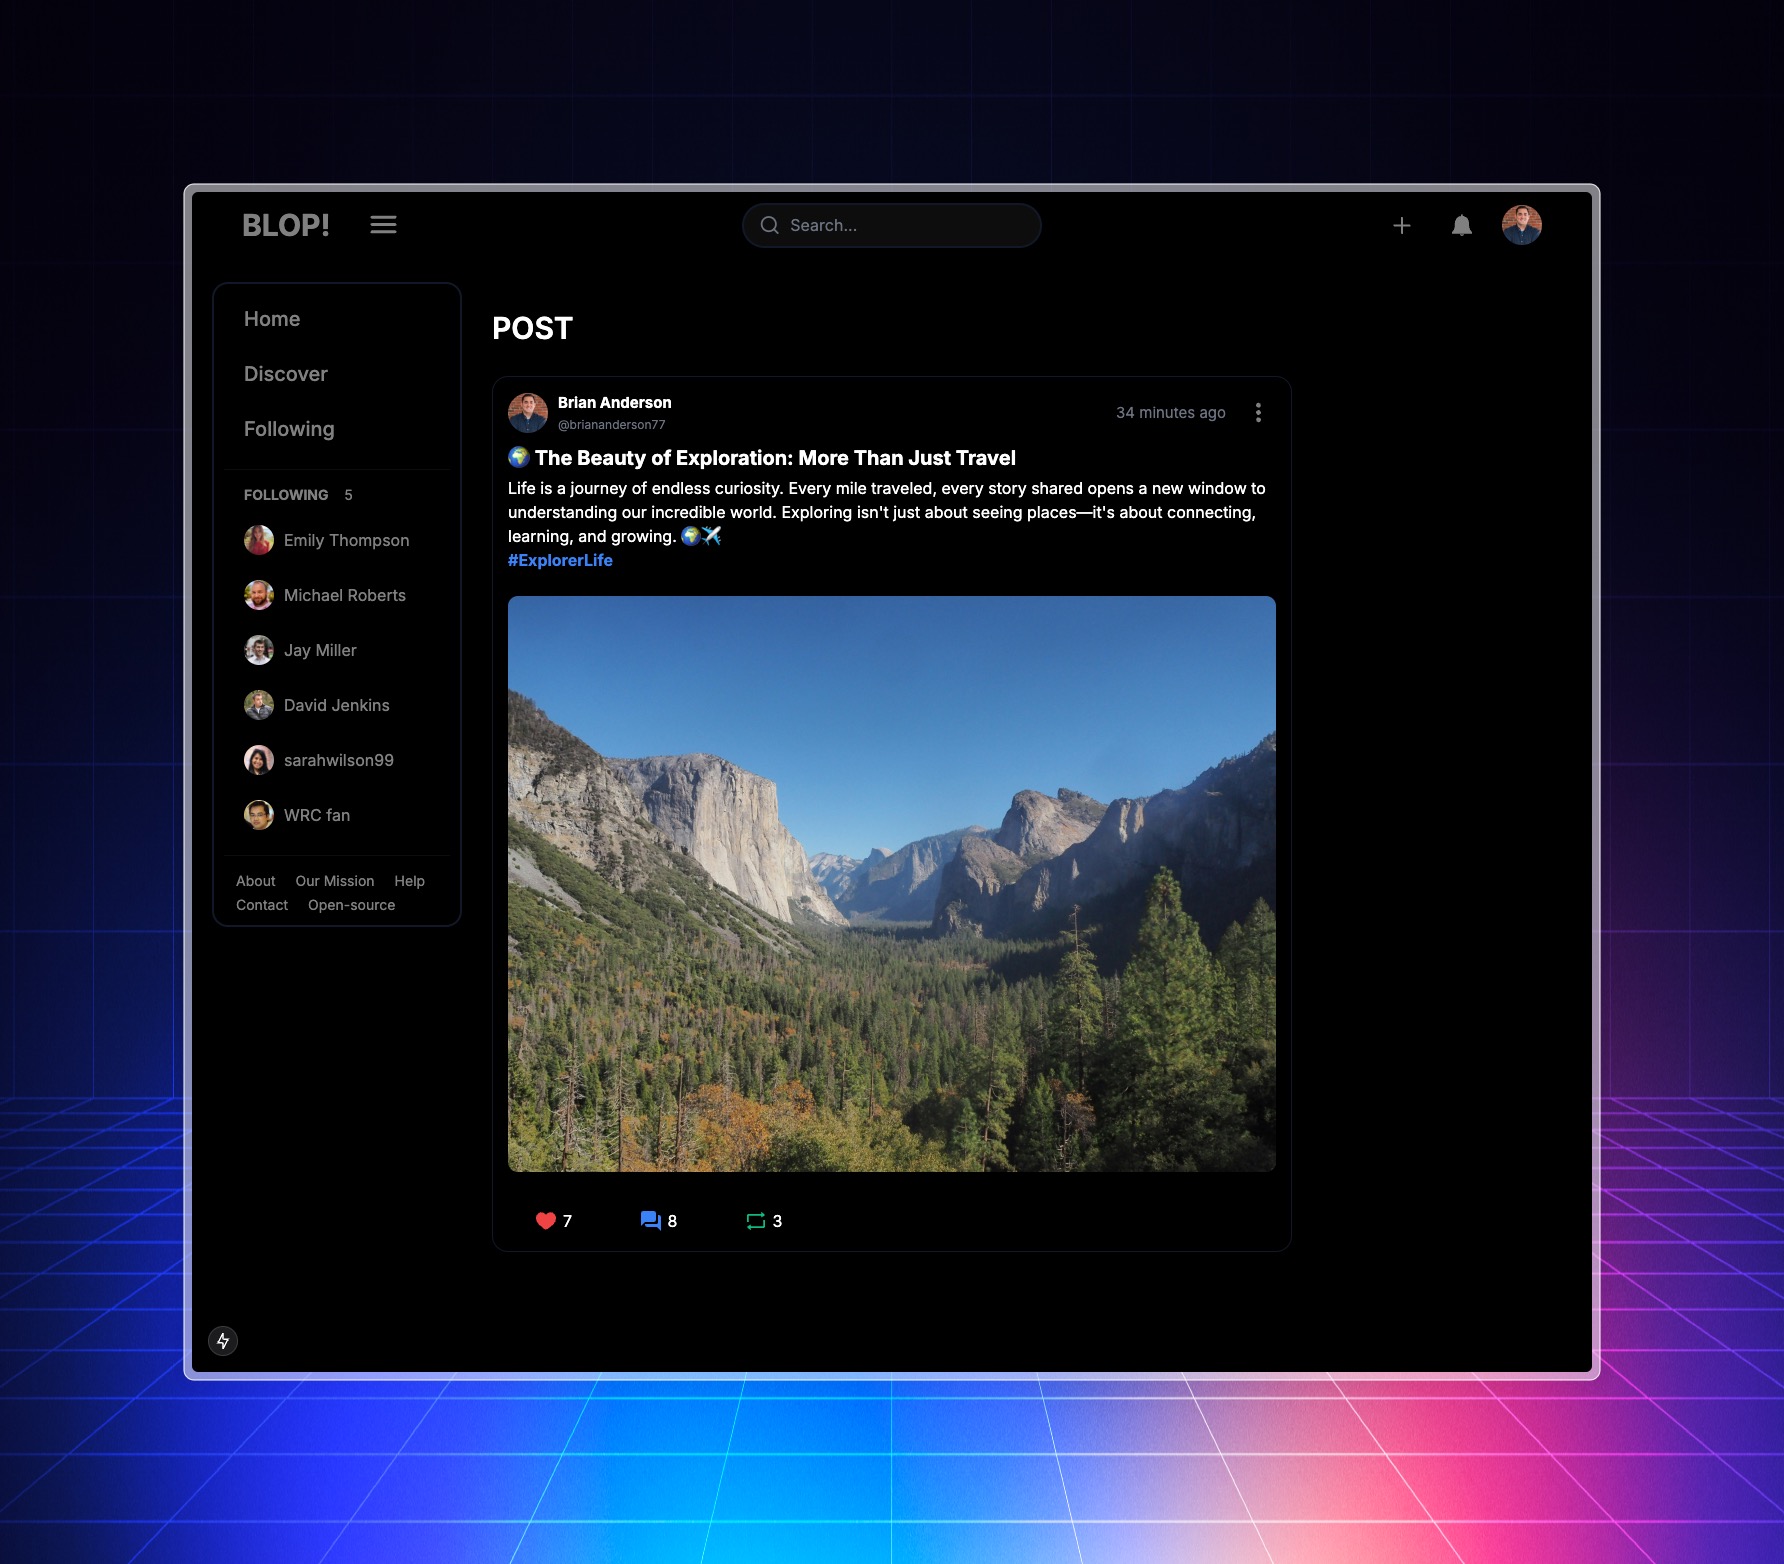 BLOP!
Search...
Home
Discover
Following
FOLLOWING 5
Emily Thompson
Michael Roberts
Jay Miller
David Jenkins
sarahwilson99
WRC fan
About Our Mission Help
Contact Open-source
POST
Brian Anderson
@briananderson77
34 minutes ago
🌍 The Beauty of Exploration: More Than Just Travel
Life is a journey of endless curiosity. Every mile traveled, every story shared opens a new window to
understanding our incredible world. Exploring isn't just about seeing places—it's about connecting,
learning, and growing. 🌍✈️
#ExplorerLife
7 8 3